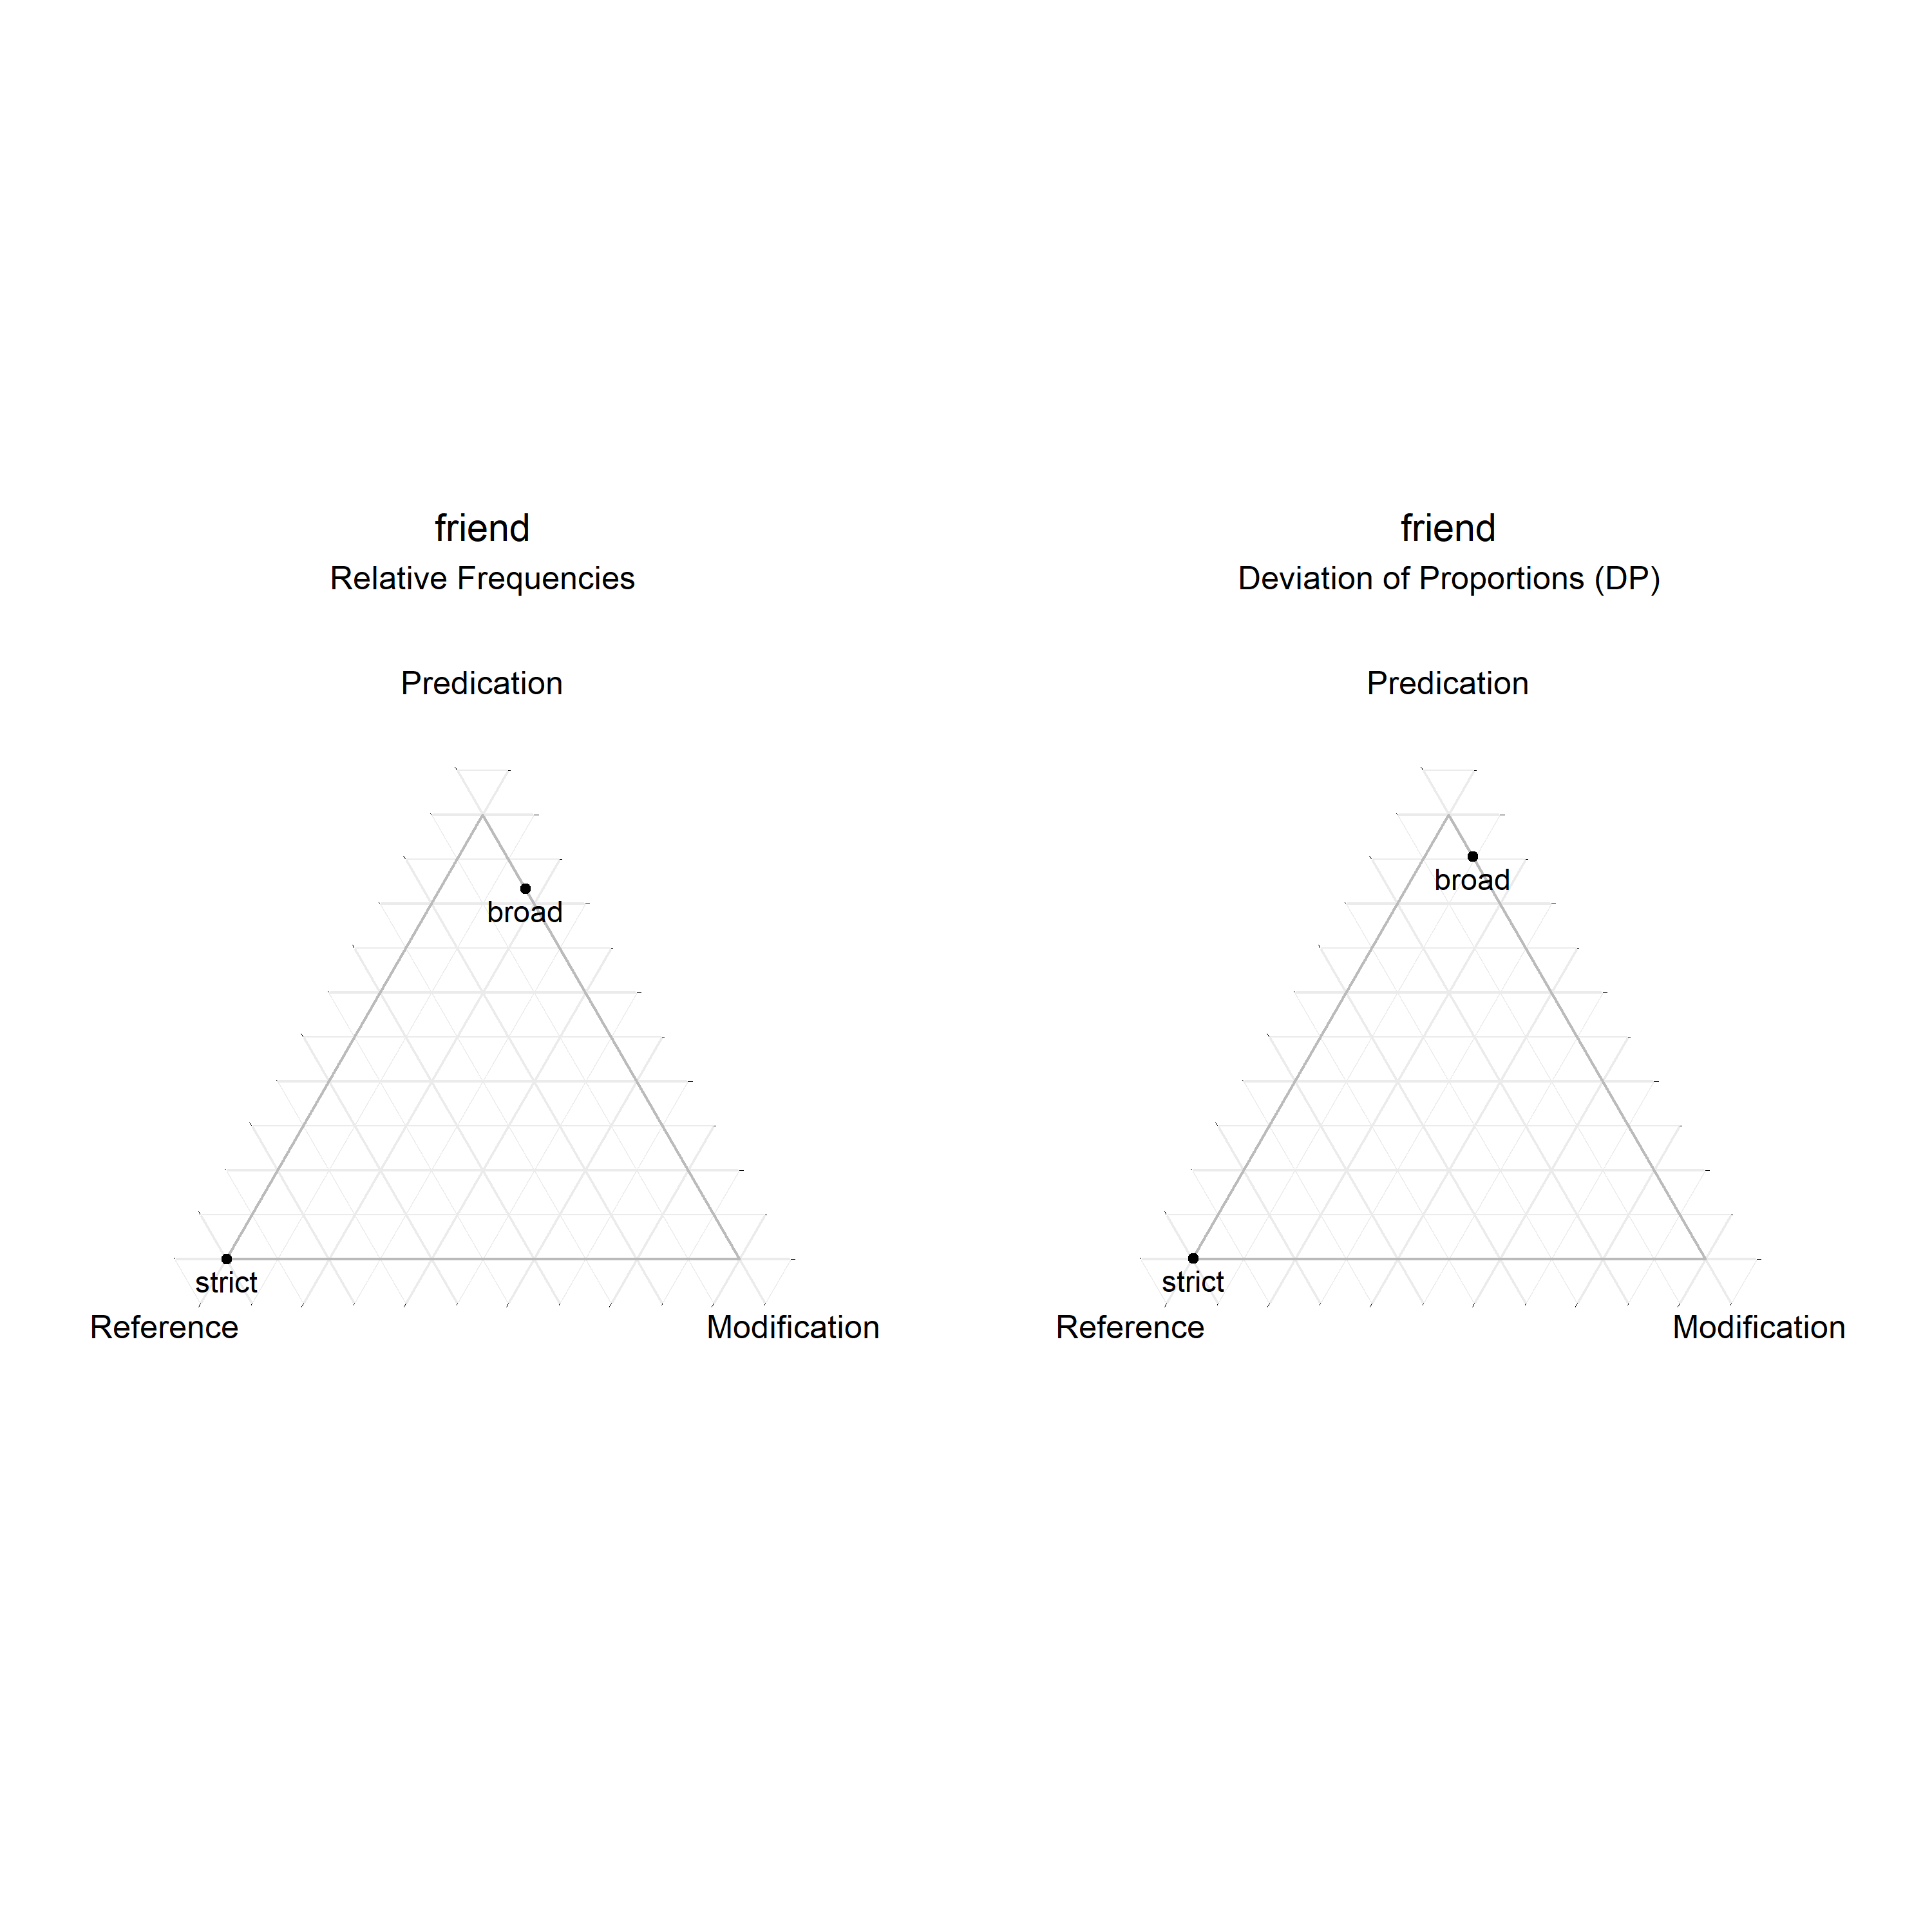 friend
Relative Frequencies
Predication
broad
strict
Reference
Modification
friend
Deviation of Proportions (DP)
Predication
broad
strict
Reference
Modification